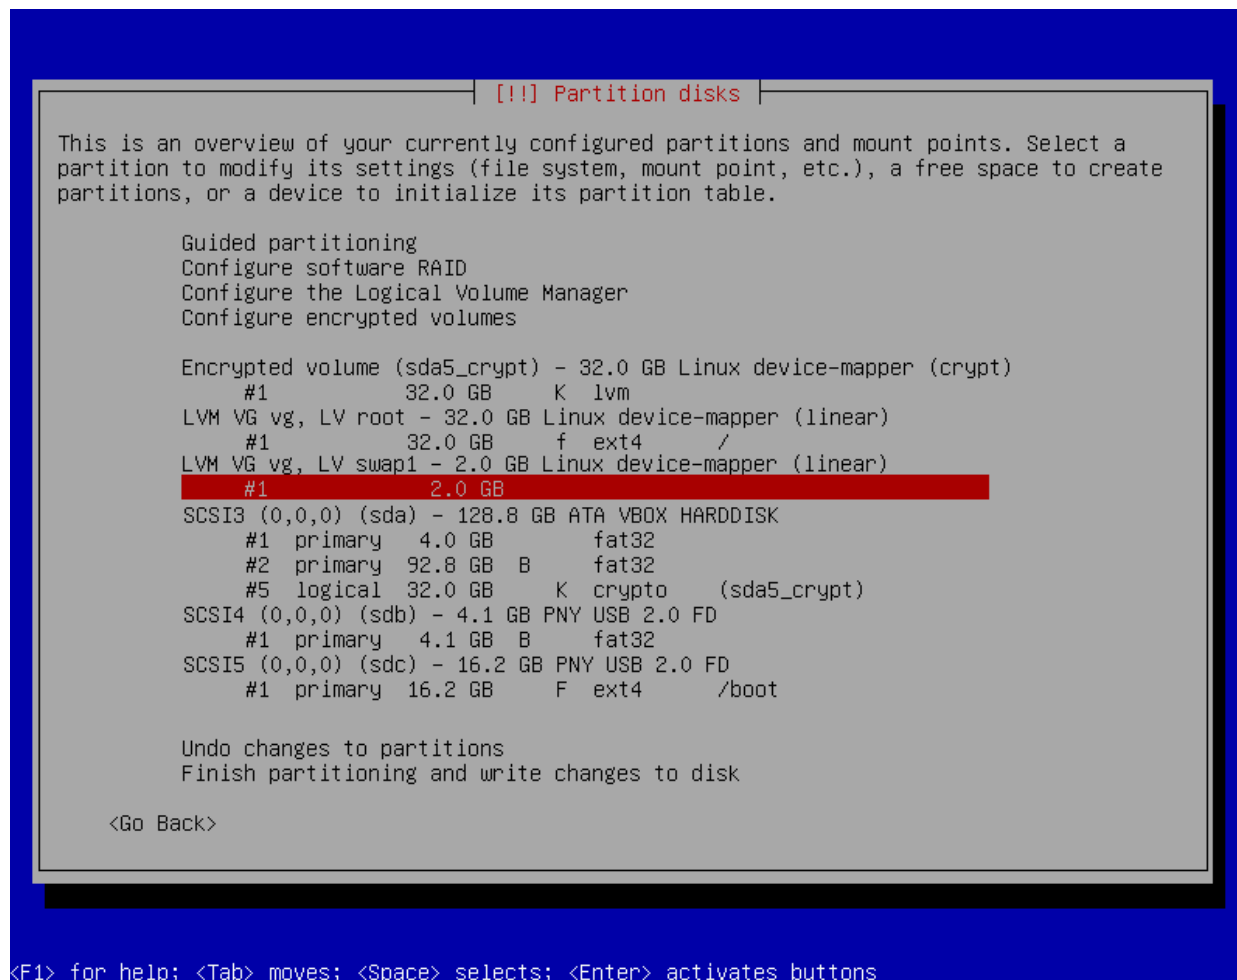 [!!] Partition disks
This is an overview of your currently configured partitions and mount points. Select a
partition to modify its settings (file system, mount point, etc.), a free space to create
partitions, or a device to initialize its partition table.
Guided partitioning
Configure software RAID
Configure the Logical Volume Manager
Configure encrypted volumes
Encrypted volume (sda5_crypt) - 32.0 GB Linux device-mapper (crypt)
#1 32.0 GB K lvm
LVM VG vg, LV root - 32.0 GB Linux device-mapper (linear)
#1 32.0 GB f ext4 /
LVM VG vg, LV swap1 - 2.0 GB Linux device-mapper (linear)
#1 2.0 GB
SCSI3 (0,0,0) (sda) - 128.8 GB ATA VBOX HARDDISK
#1 primary 4.0 GB fat32
#2 primary 92.8 GB B fat32
#5 logical 32.0 GB K crypto (sda5_crypt)
SCSI4 (0,0,0) (sdb) - 4.1 GB PNY USB 2.0 FD
#1 primary 4.1 GB B fat32
SCSI5 (0,0,0) (sdc) - 16.2 GB PNY USB 2.0 FD
#1 primary 16.2 GB F ext4 /boot
Undo changes to partitions
Finish partitioning and write changes to disk
<Go Back>
<F1> for help; <Tab> moves; <Space> selects; <Enter> activates buttons